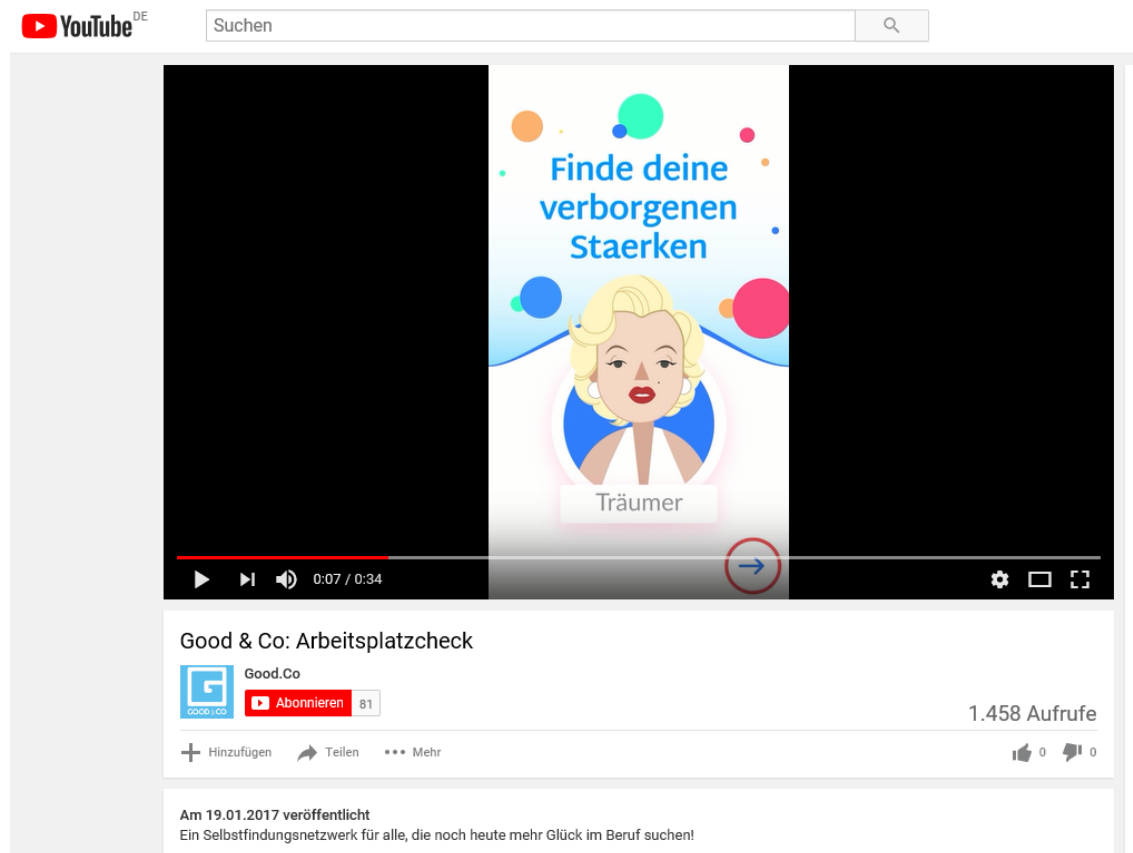 YouTube DE
Suchen
Finde deine
verborgenen
Staerken
Träumer
0:07 / 0:34
Good & Co: Arbeitsplatzcheck
G
GOOD & CO
Good.Co
Abonnieren 81
1.458 Aufrufe
Hinzufügen Teilen Mehr 0 0
Am 19.01.2017 veröffentlicht
Ein Selbstfindungsnetzwerk für alle, die noch heute mehr Glück im Beruf suchen!